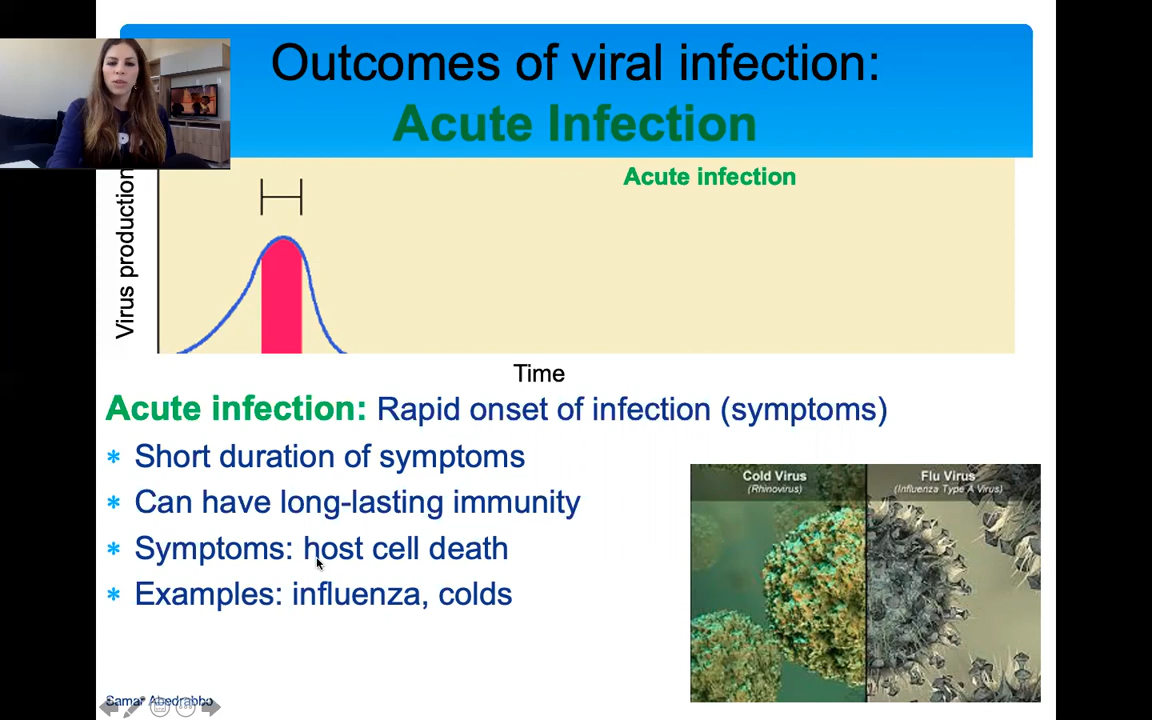 Outcomes of viral infection:
Acute Infection
Acute infection
Virus production
Time
Acute infection: Rapid onset of infection (symptoms)
* Short duration of symptoms
* Can have long-lasting immunity
* Symptoms: host cell death
* Examples: influenza, colds
Cold Virus
(Rhinovirus)
Flu Virus
(Influenza Type A Virus)
Samar Abedrabbo